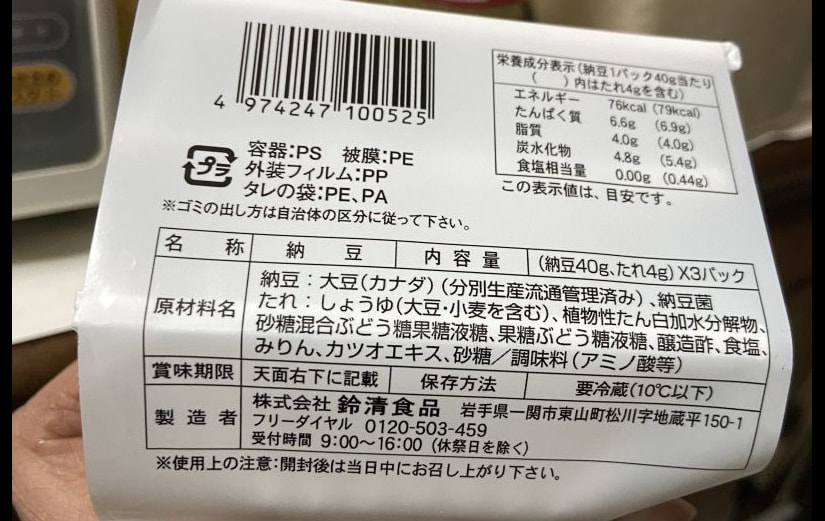 4 974247 100525
栄養成分表示(納豆1パック40g当たり
( )内はたれ4gを含む)
エネルギー 76kcal (79kcal)
たんぱく質 6.6g (6.9g)
脂質 4.0g (4.0g)
炭水化物 4.8g (5.4g)
食塩相当量 0.00g (0.44g)
この表示値は、目安です。
プラ
容器:PS 被膜:PE
外装フィルム:PP
タレの袋:PE、PA
※ゴミの出し方は自治体の区分に従って下さい。
名称 納豆 内容量 (納豆40g、たれ4g)X3パック
原材料名
納豆:大豆(カナダ)(分別生産流通管理済み)、納豆菌
たれ:しょうゆ(大豆・小麦を含む)、植物性たん白加水分解物、
砂糖混合ぶどう糖果糖液糖、果糖ぶどう糖液糖、醸造酢、食塩、
みりん、カツオエキス、砂糖/調味料(アミノ酸等)
賞味期限 天面右下に記載 保存方法 要冷蔵(10℃以下)
製造者
株式会社 鈴清食品 岩手県一関市東山町松川字地蔵平150-1
フリーダイヤル 0120-503-459
受付時間 9:00〜16:00 (休祭日を除く)
※使用上の注意:開封後は当日中にお召し上がり下さい。